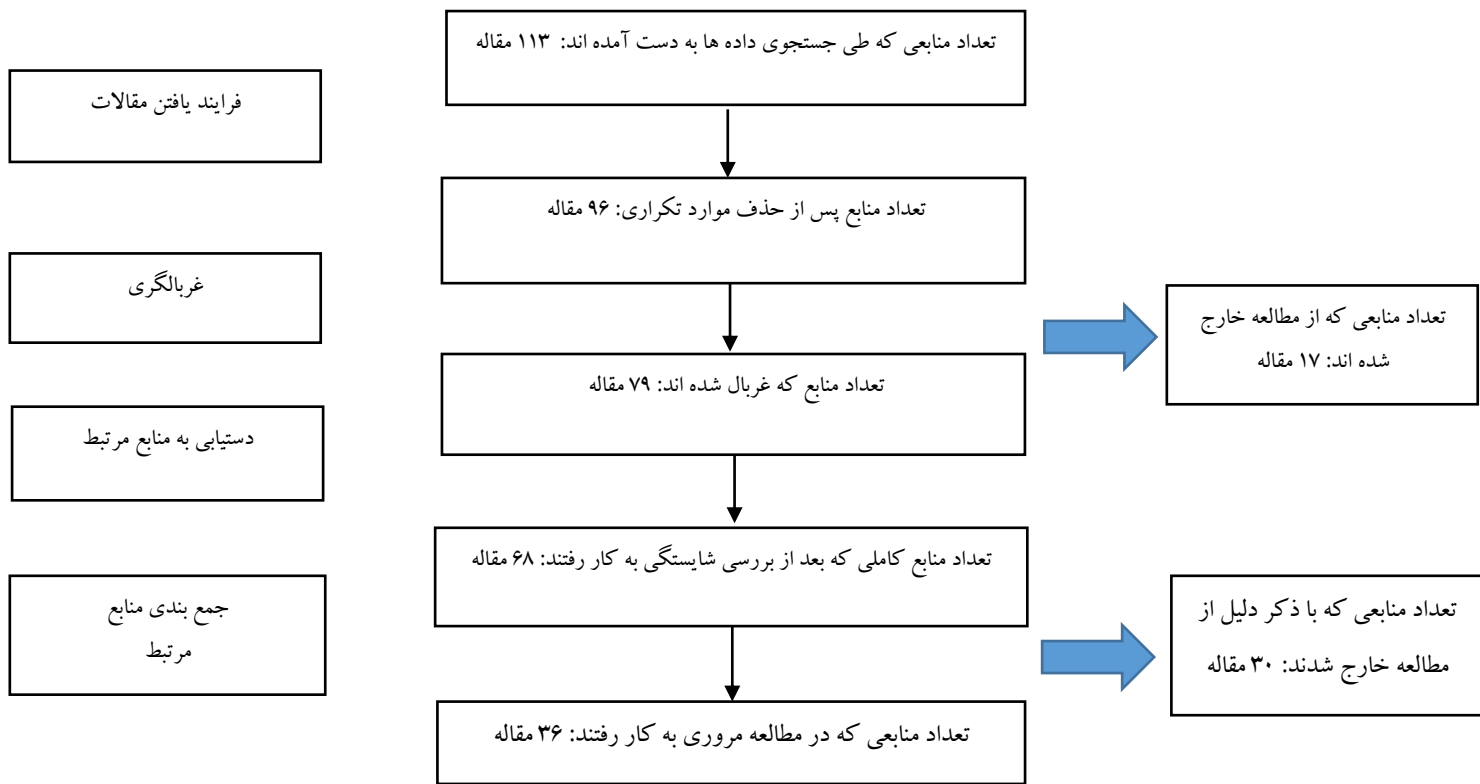 تعداد منابعی که طی جستجوی داده ها به دست آمده اند: ۱۱۳ مقاله
فرایند یافتن مقالات
تعداد منابع پس از حذف موارد تکراری: ۹۶ مقاله
غربالگری
تعداد منابعی که از مطالعه خارج
شده اند: ۱۷ مقاله
تعداد منابع که غربال شده اند: ۷۹ مقاله
دستیابی به منابع مرتبط
تعداد منابع کاملی که بعد از بررسی شایستگی به کار رفتند: ۶۸ مقاله
جمع بندی منابع
مرتبط
تعداد منابعی که با ذکر دلیل از
مطالعه خارج شدند: ۳۰ مقاله
تعداد منابعی که در مطالعه مروری به کار رفتند: ۳۶ مقاله